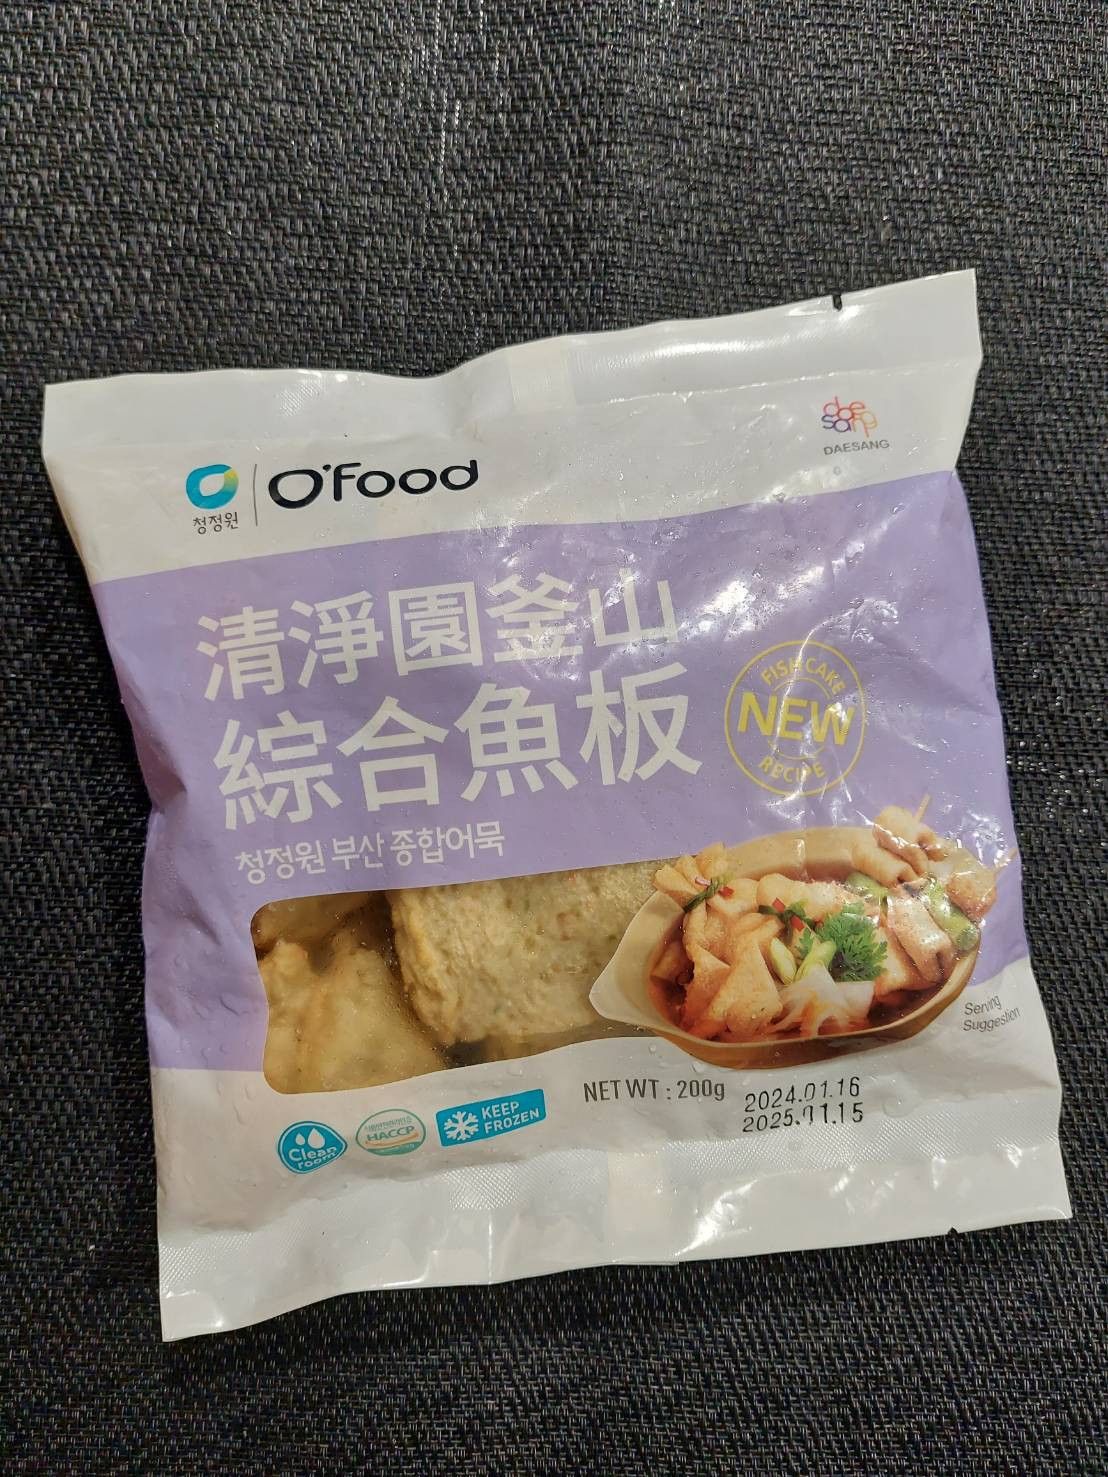 dae
sang
DAESANG
청정원
O'Food
清淨園釜山
綜合魚板
청정원 부산 종합어묵
FISH CAKE
NEW
RECIPE
Serving
Suggestion
NET WT : 200g
2024.01.16
2025.01.15
Clean
room
HACCP
KEEP
FROZEN